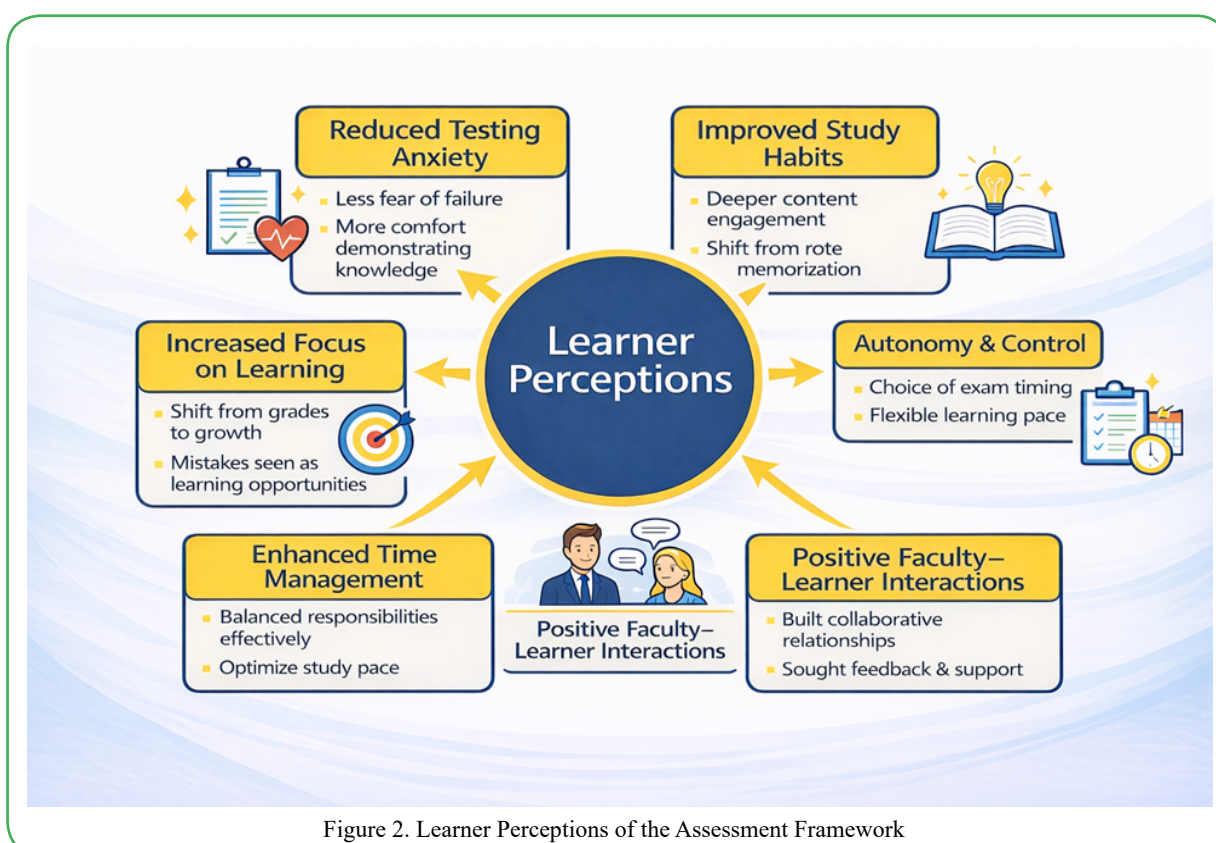 Reduced Testing
Anxiety
Less fear of failure
More comfort
demonstrating
knowledge
Improved Study
Habits
Deeper content
engagement
Shift from rote
memorization
Learner
Perceptions
Increased Focus
on Learning
Shift from grades
to growth
Mistakes seen as
learning opportunities
Autonomy & Control
Choice of exam timing
Flexible learning pace
Enhanced Time
Management
Balanced responsibilities
effectively
Optimize study pace
Positive Faculty–
Learner Interactions
Positive Faculty–
Learner Interactions
Built collaborative
relationships
Sought feedback & support
Figure 2. Learner Perceptions of the Assessment Framework